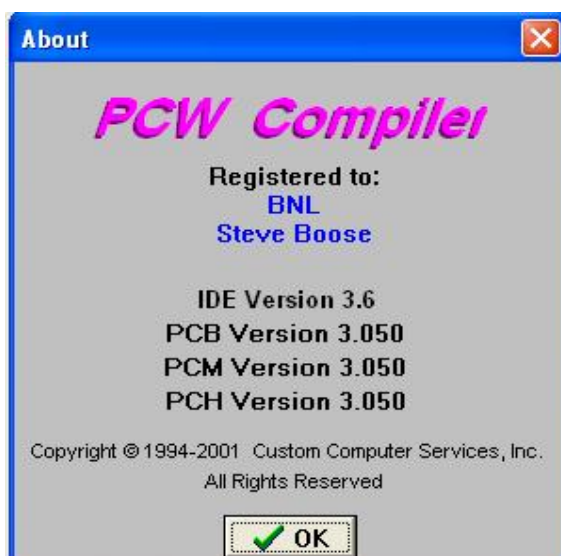 About
PCW Compiler
Registered to:
BNL
Steve Boose
IDE Version 3.6
PCB Version 3.050
PCM Version 3.050
PCH Version 3.050
Copyright © 1994-2001 Custom Computer Services, Inc.
All Rights Reserved
OK